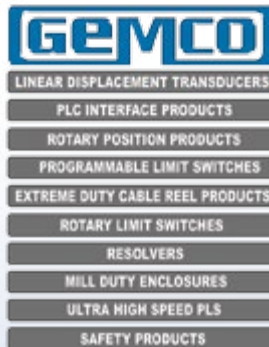 GEMCO
LINEAR DISPLACEMENT TRANSDUCERS
PLC INTERFACE PRODUCTS
ROTARY POSITION PRODUCTS
PROGRAMMABLE LIMIT SWITCHES
EXTREME DUTY CABLE REEL PRODUCTS
ROTARY LIMIT SWITCHES
RESOLVERS
MILL DUTY ENCLOSURES
ULTRA HIGH SPEED PLS
SAFETY PRODUCTS